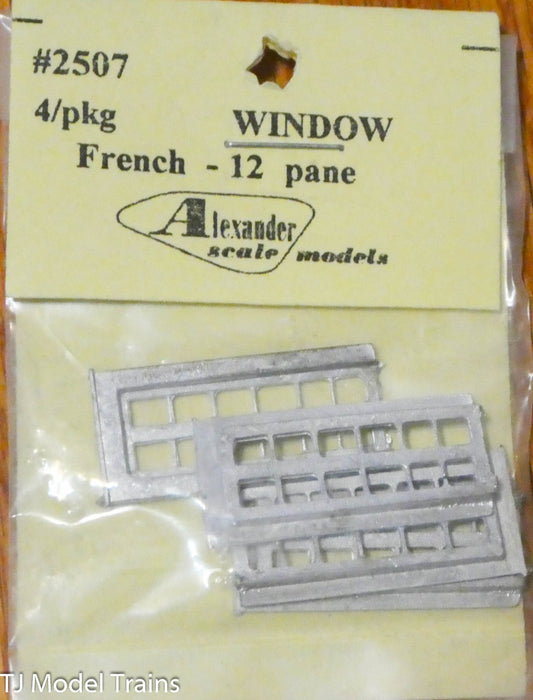 #2507
4/pkg
WINDOW
French - 12 pane
Alexander
scale models
TJ Model Trains